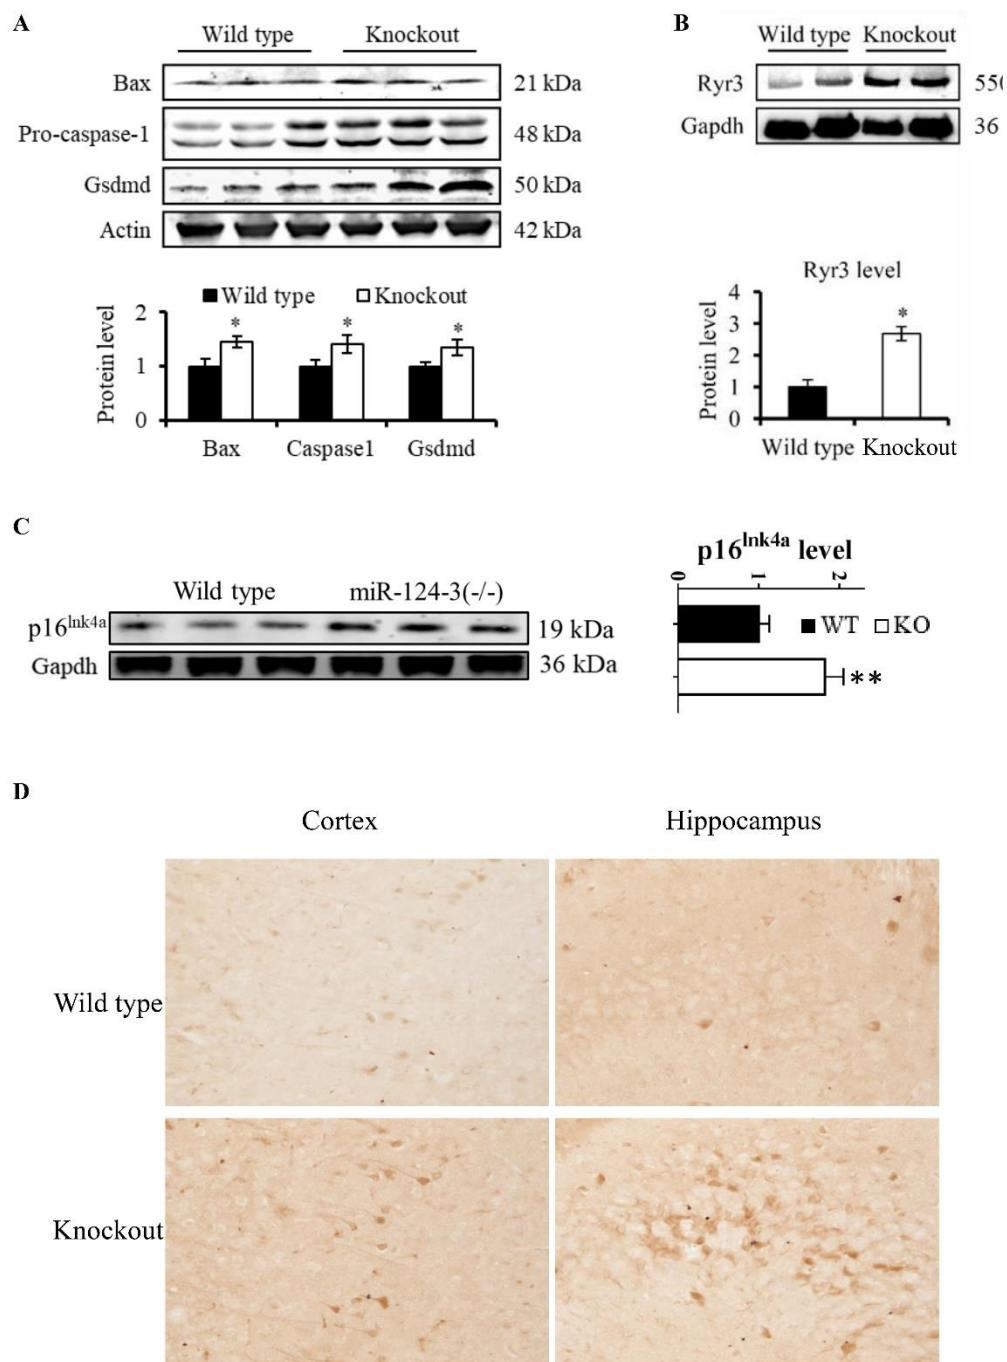 A
Wild type Knockout
Bax 21 kDa
Pro-caspase-1 48 kDa
Gsdmd 50 kDa
Actin 42 kDa
Wild type Knockout
Protein level
2
1
0
* * *
Bax Caspase1 Gsdmd
B
Wild type Knockout
Ryr3 550
Gapdh 36
Ryr3 level
Protein level
4
3
2
1
0
*
Wild type Knockout
C
Wild type miR-124-3(-/-)
p16Ink4a 19 kDa
Gapdh 36 kDa
p16Ink4a level
0 1 2
WT KO
**
D
Cortex Hippocampus
Wild type
Knockout